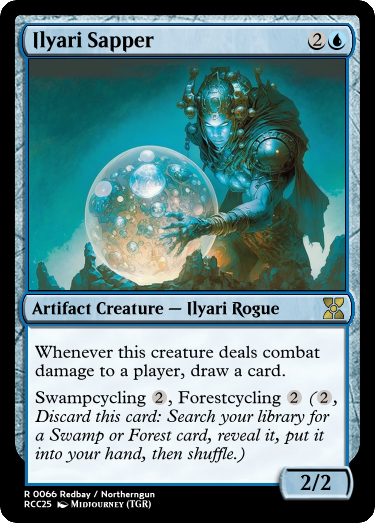 Ilyari Sapper 2
Artifact Creature — Ilyari Rogue
Whenever this creature deals combat
damage to a player, draw a card.
Swampcycling 2, Forestcycling 2 (2,
Discard this card: Search your library for
a Swamp or Forest card, reveal it, put it
into your hand, then shuffle.)
2/2
R 0066 Redbay / Northerngun
RCC25 Midjourney (TGR)